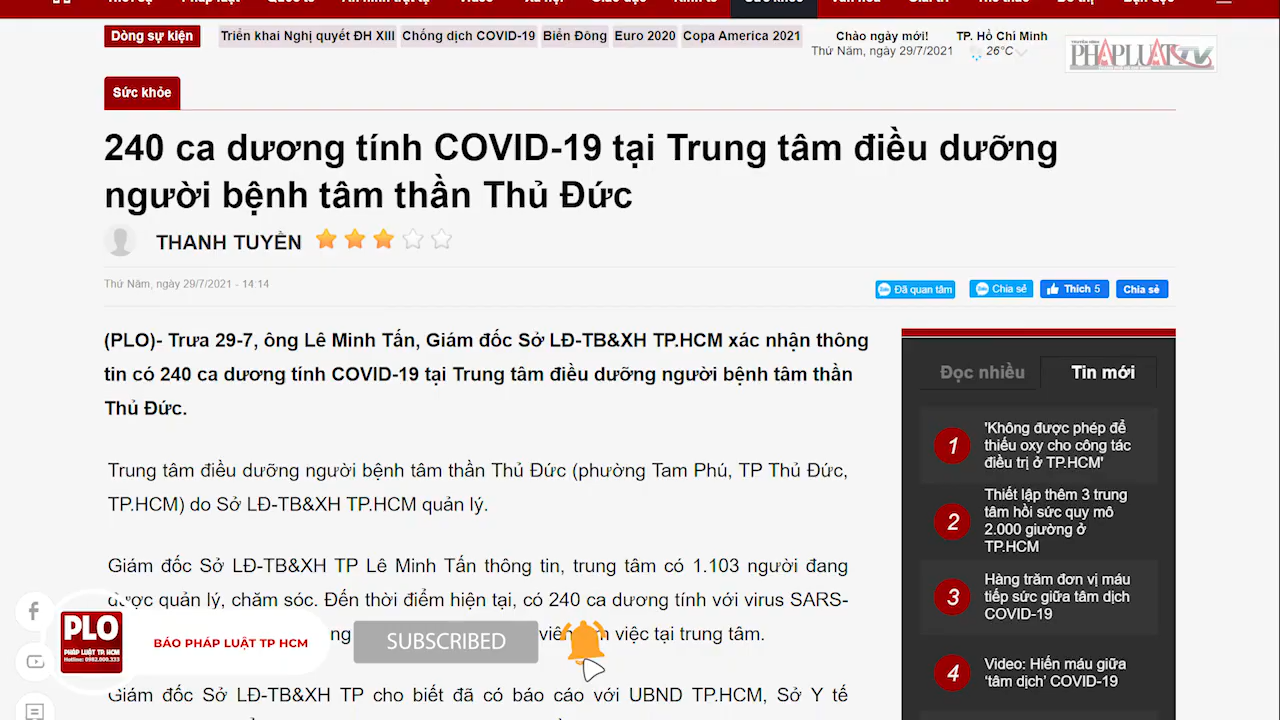 Dòng sự kiện
Triển khai Nghị quyết ĐH XIII
Chống dịch COVID-19
Biển Đông
Euro 2020
Copa America 2021
Chào ngày mới!
Thứ Năm, ngày 29/7/2021
TP. Hồ Chí Minh
26°C
PHÁPLUẬTTV
Sức khỏe
240 ca dương tính COVID-19 tại Trung tâm điều dưỡng
người bệnh tâm thần Thủ Đức
THANH TUYỀN
Thứ Năm, ngày 29/7/2021 - 14:14
Đã quan tâm
Chia sẻ
Thích 5
Chia sẻ
(PLO)- Trưa 29-7, ông Lê Minh Tấn, Giám đốc Sở LĐ-TB&XH TP.HCM xác nhận thông
tin có 240 ca dương tính COVID-19 tại Trung tâm điều dưỡng người bệnh tâm thần
Thủ Đức.
Trung tâm điều dưỡng người bệnh tâm thần Thủ Đức (phường Tam Phú, TP Thủ Đức,
TP.HCM) do Sở LĐ-TB&XH TP.HCM quản lý.
Giám đốc Sở LĐ-TB&XH TP Lê Minh Tấn thông tin, trung tâm có 1.103 người đang
được quản lý, chăm sóc. Đến thời điểm hiện tại, có 240 ca dương tính với virus SARS-
việc tại trung tâm.
Giám đốc Sở LĐ-TB&XH TP cho biết đã có báo cáo với UBND TP.HCM, Sở Y tế
Đọc nhiều
Tin mới
1
'Không được phép để
thiếu oxy cho công tác
điều trị ở TP.HCM'
2
Thiết lập thêm 3 trung
tâm hồi sức quy mô
2.000 giường ở
TP.HCM
3
Hàng trăm đơn vị máu
tiếp sức giữa tâm dịch
COVID-19
4
Video: Hiến máu giữa
'tâm dịch' COVID-19
PLO
PHÁP LUẬT TP. HCM
Hotline: 0982.000.333
BÁO PHÁP LUẬT TP HCM
SUBSCRIBED